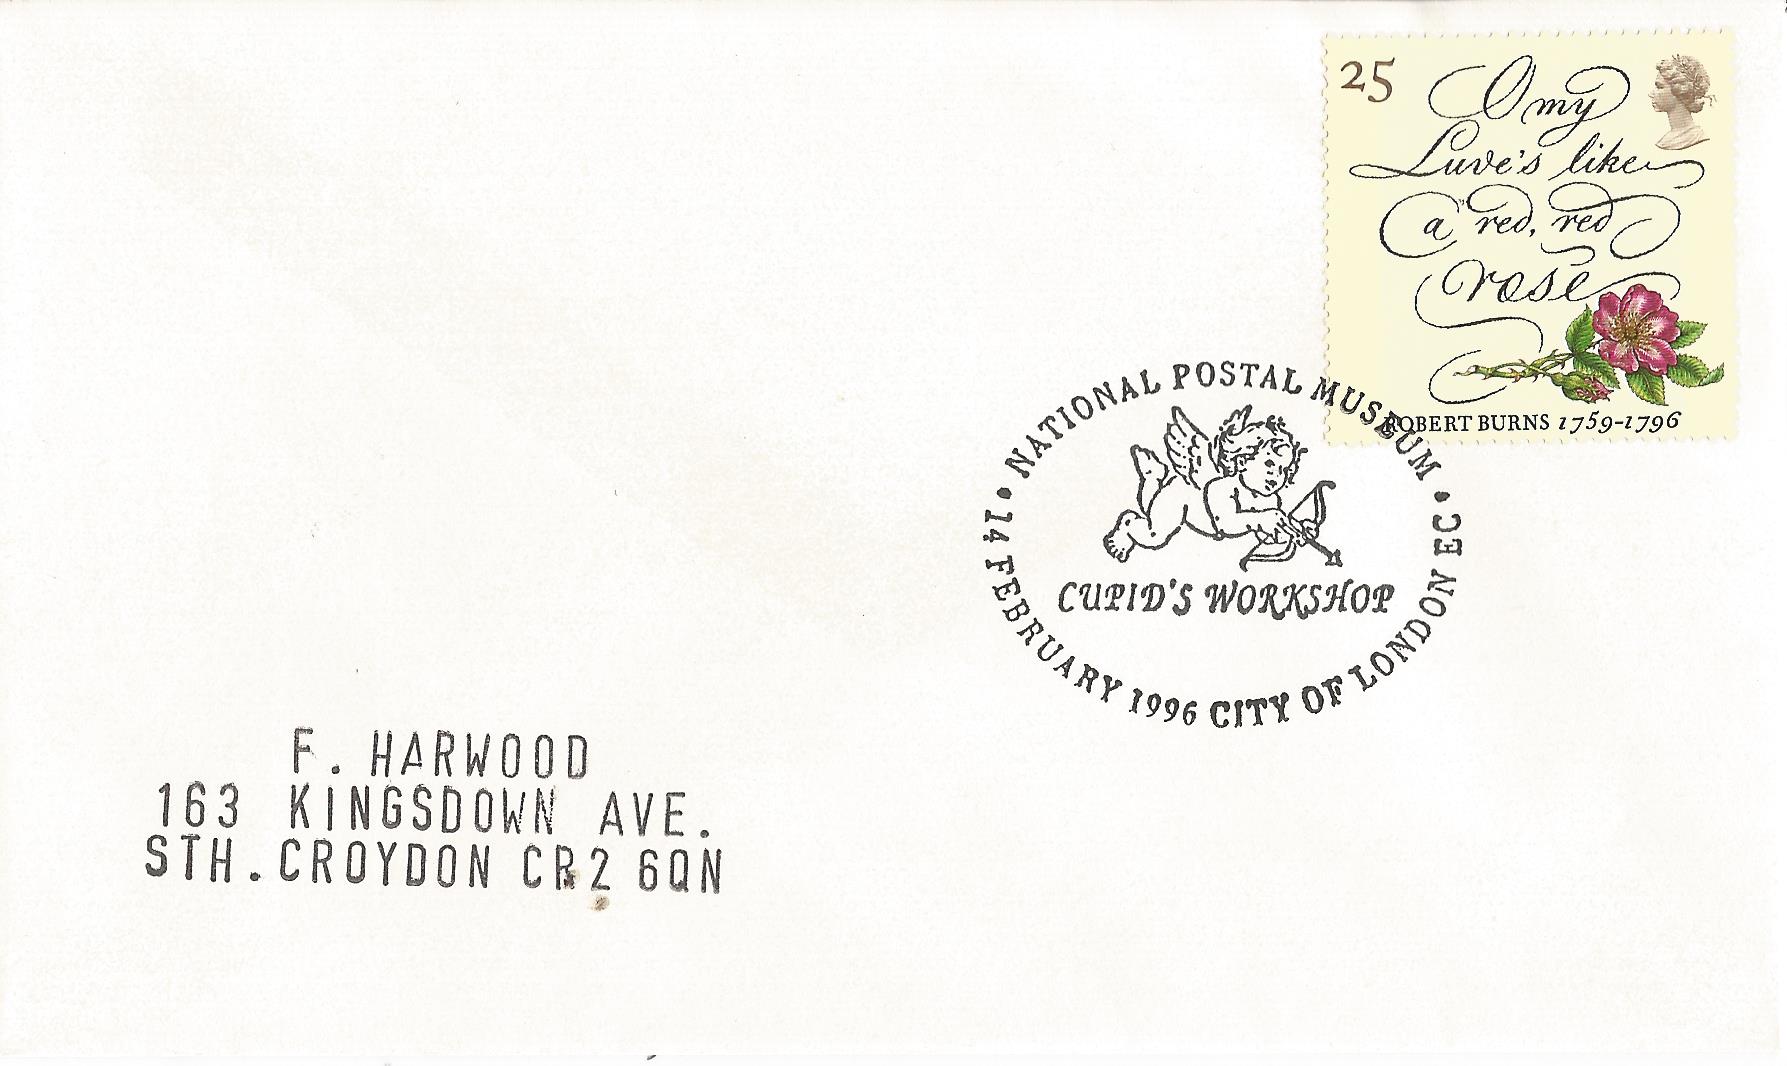 25
O my
Luve's like
a red, red
rose
ROBERT BURNS 1759-1796
• NATIONAL POSTAL MUSEUM •
14 FEBRUARY 1996 CITY OF LONDON EC
CUPID'S WORKSHOP
F. HARWOOD
163 KINGSDOWN AVE.
STH. CROYDON CR2 6QN